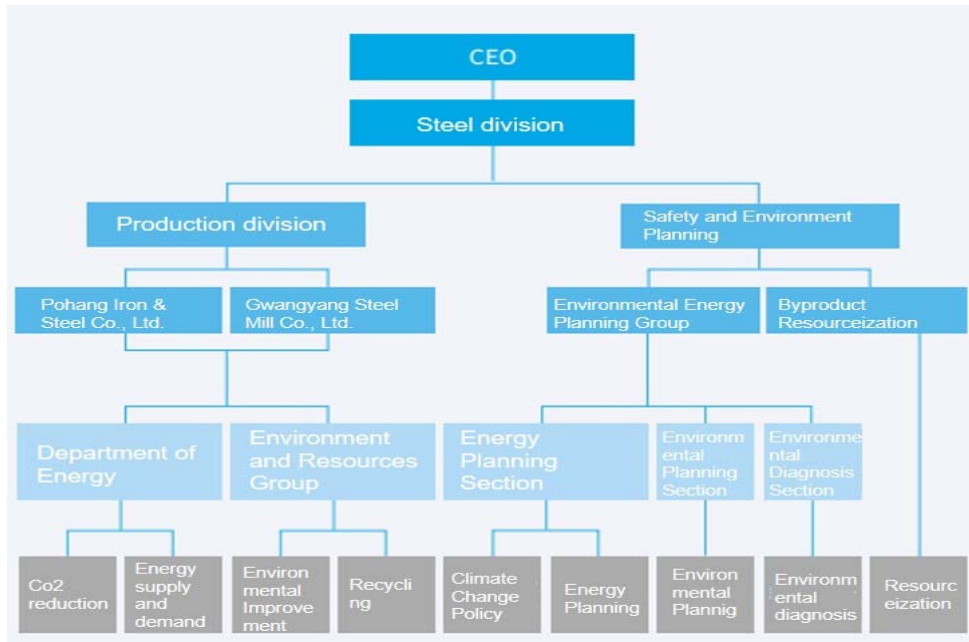 CEO
Steel division
Production division
Safety and Environment
Planning
Pohang Iron &
Steel Co., Ltd.
Gwangyang Steel
Mill Co., Ltd.
Environmental Energy
Planning Group
Byproduct
Resourceization
Department of
Energy
Environment
and Resources
Group
Energy
Planning
Section
Environm
ental
Planning
Section
Environme
ntal
Diagnosis
Section
Co2
reduction
Energy
supply
and
demand
Environ
mental
Improve
ment
Recycli
ng
Climate
Change
Policy
Energy
Planning
Environ
mental
Plannig
Environm
ental
diagnosis
Resourc
eization